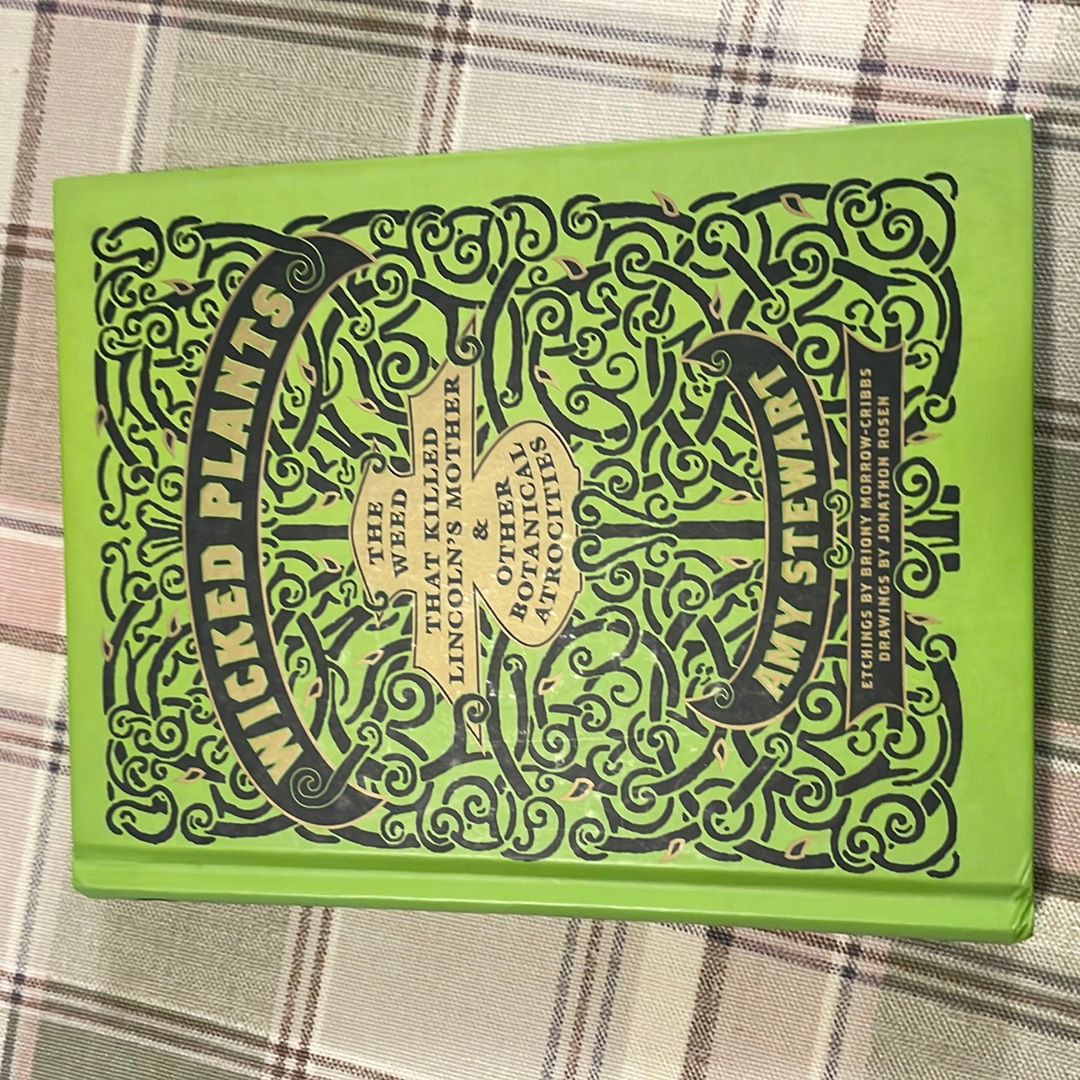 WICKED PLANTS
THE
WEED
THAT KILLED
LINCOLN'S MOTHER
&
OTHER
BOTANICAL
ATROCITIES
AMY STEWART
ETCHINGS BY BRIONY MORROW-CRIBBS
DRAWINGS BY JONATHON ROSEN